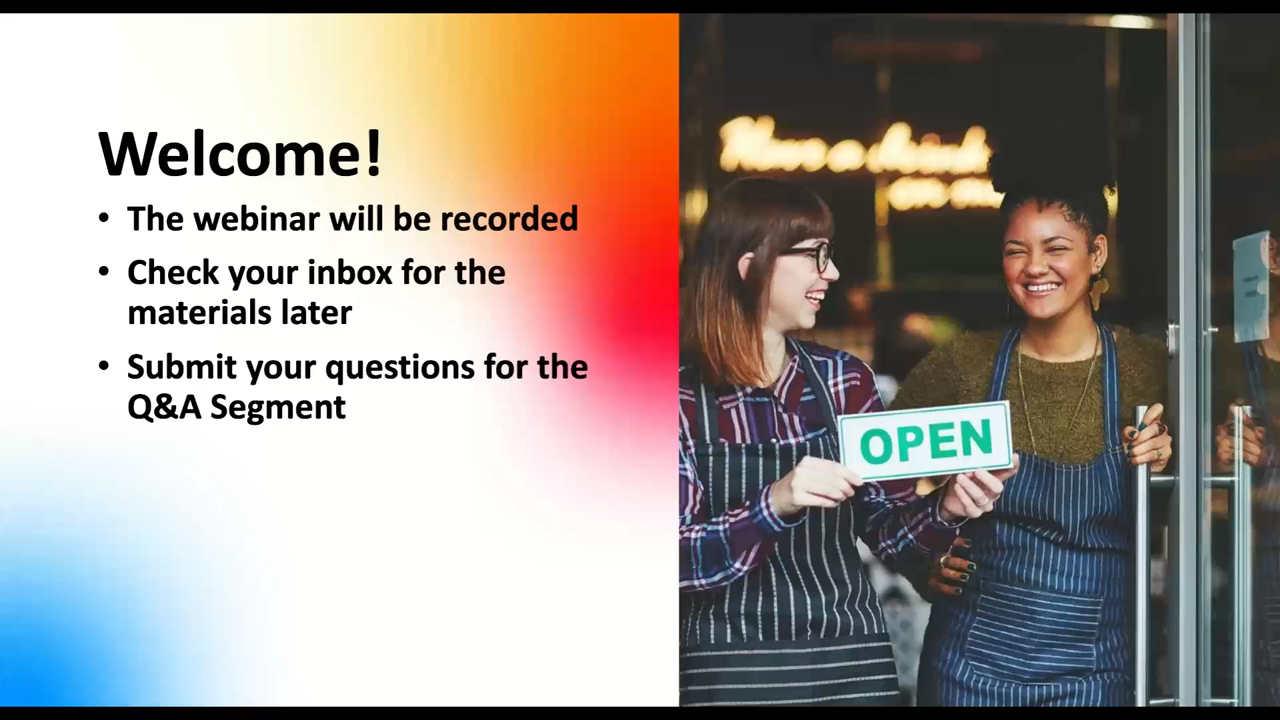 Welcome!
• The webinar will be recorded
• Check your inbox for the
materials later
• Submit your questions for the
Q&A Segment
OPEN